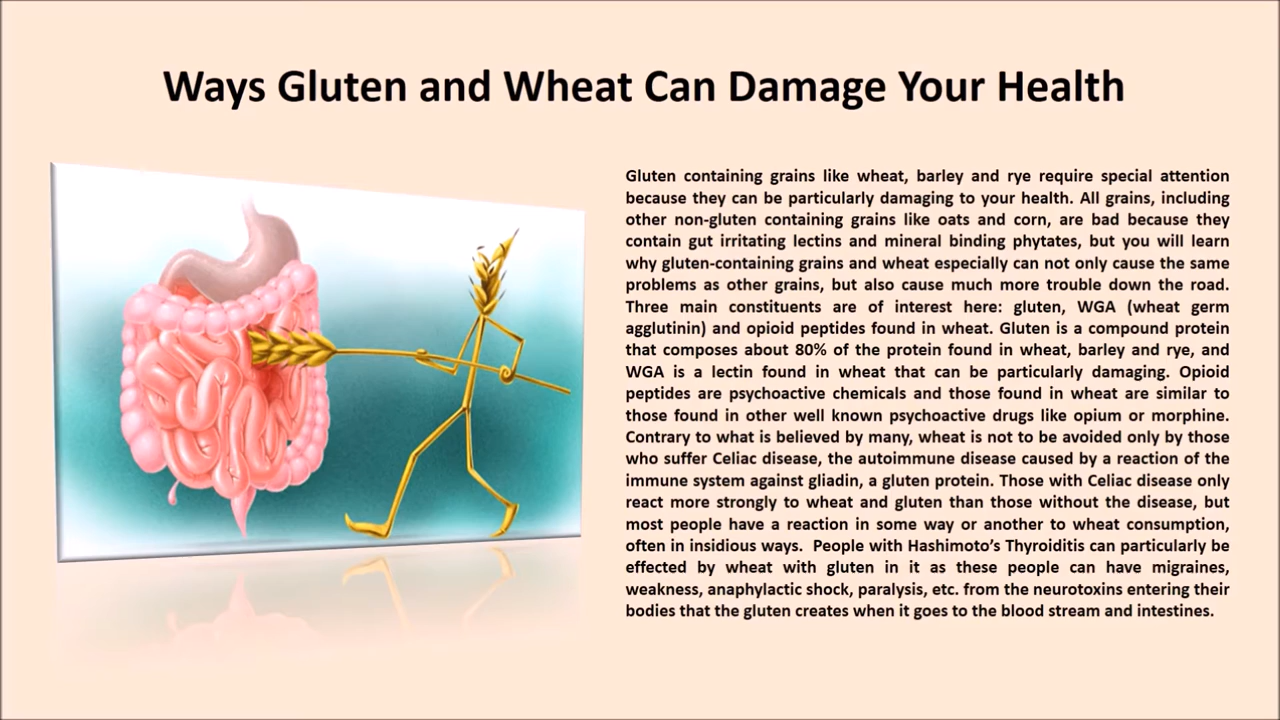 Ways Gluten and Wheat Can Damage Your Health
Gluten containing grains like wheat, barley and rye require special attention
because they can be particularly damaging to your health. All grains, including
other non-gluten containing grains like oats and corn, are bad because they
contain gut irritating lectins and mineral binding phytates, but you will learn
why gluten-containing grains and wheat especially can not only cause the same
problems as other grains, but also cause much more trouble down the road.
Three main constituents are of interest here: gluten, WGA (wheat germ
agglutinin) and opioid peptides found in wheat. Gluten is a compound protein
that composes about 80% of the protein found in wheat, barley and rye, and
WGA is a lectin found in wheat that can be particularly damaging. Opioid
peptides are psychoactive chemicals and those found in wheat are similar to
those found in other well known psychoactive drugs like opium or morphine.
Contrary to what is believed by many, wheat is not to be avoided only by those
who suffer Celiac disease, the autoimmune disease caused by a reaction of the
immune system against gliadin, a gluten protein. Those with Celiac disease only
react more strongly to wheat and gluten than those without the disease, but
most people have a reaction in some way or another to wheat consumption,
often in insidious ways.  People with Hashimoto's Thyroiditis can particularly be
effected by wheat with gluten in it as these people can have migraines,
weakness, anaphylactic shock, paralysis, etc. from the neurotoxins entering their
bodies that the gluten creates when it goes to the blood stream and intestines.